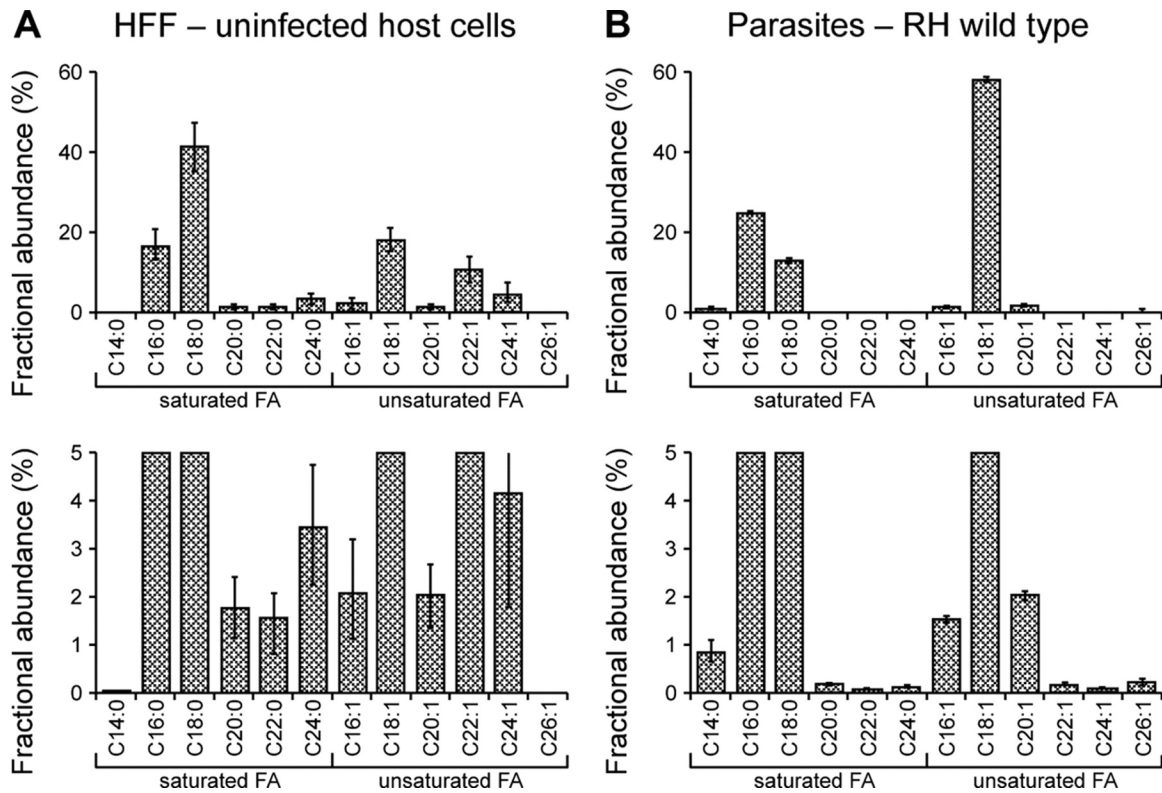 A HFF – uninfected host cells
Fractional abundance (%)
60
40
20
0
C14:0
C16:0
C18:0
C20:0
C22:0
C24:0
C16:1
C18:1
C20:1
C22:1
C24:1
C26:1
saturated FA
unsaturated FA
B Parasites – RH wild type
Fractional abundance (%)
60
40
20
0
C14:0
C16:0
C18:0
C20:0
C22:0
C24:0
C16:1
C18:1
C20:1
C22:1
C24:1
C26:1
saturated FA
unsaturated FA
Fractional abundance (%)
5
4
3
2
1
0
C14:0
C16:0
C18:0
C20:0
C22:0
C24:0
C16:1
C18:1
C20:1
C22:1
C24:1
C26:1
saturated FA
unsaturated FA
Fractional abundance (%)
5
4
3
2
1
0
C14:0
C16:0
C18:0
C20:0
C22:0
C24:0
C16:1
C18:1
C20:1
C22:1
C24:1
C26:1
saturated FA
unsaturated FA